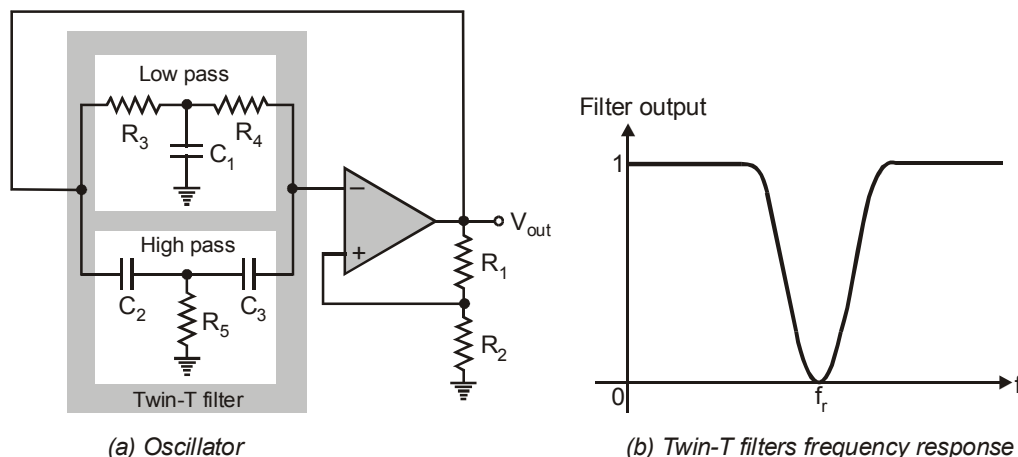 Low pass
R3
R4
C1
High pass
C2
C3
R5
Twin-T filter
−
+
Vout
R1
R2
(a) Oscillator
Filter output
1
0
fr
f
(b) Twin-T filters frequency response